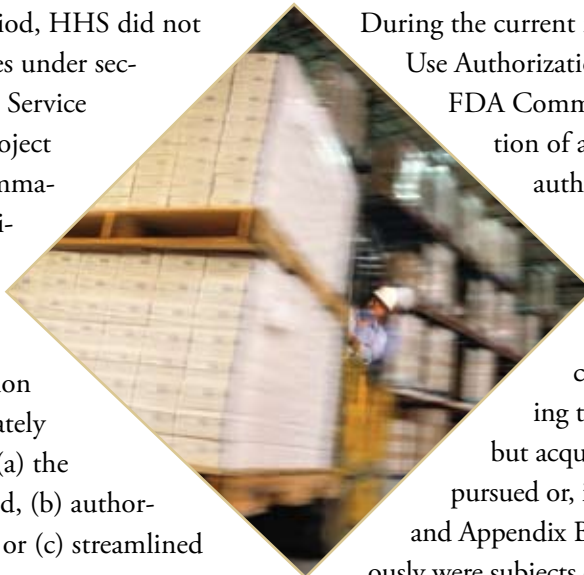 iod, HHS did not
es under sec-
Service
oject
mma-
i-
on
ately
(a) the
d, (b) author-
or (c) streamlined
During the current
Use Authorizati
FDA Comm
tion of a
auth
c
ing t
but acqu
pursued or, i
and Appendix E
ously were subjects